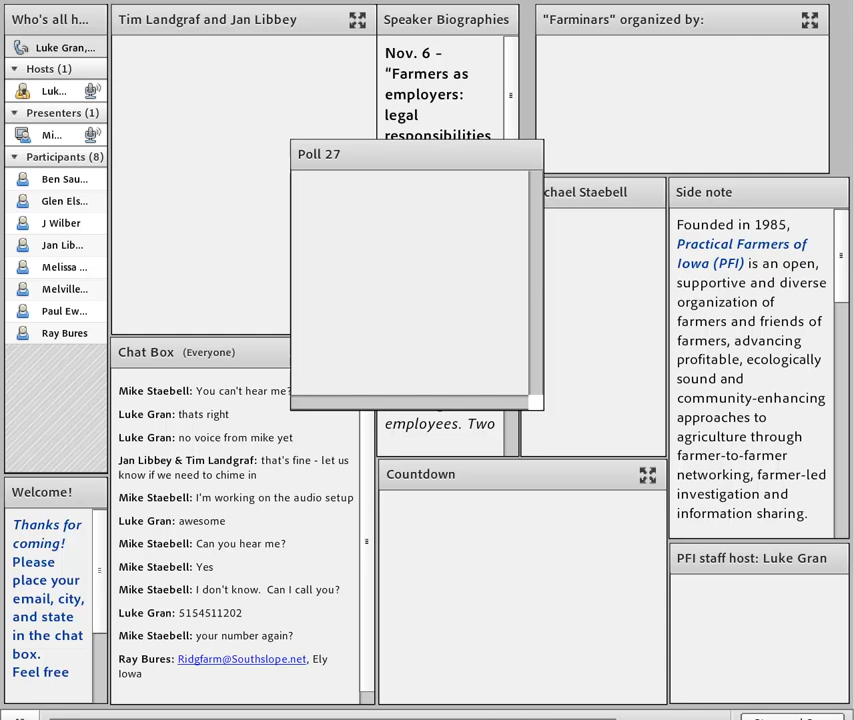 Who's all h...
Luke Gran,...
Hosts (1)
Luk...
Presenters (1)
Mi...
Participants (8)
Ben Sau...
Glen Els...
J Wilber
Jan Lib...
Melissa ...
Melville...
Paul Ew...
Ray Bures
Welcome!
Thanks for
coming!
Please
place your
email, city,
and state
in the chat
box.
Feel free
Tim Landgraf and Jan Libbey
Chat Box (Everyone)
Mike Staebell: You can't hear me?
Luke Gran: thats right
Luke Gran: no voice from mike yet
Jan Libbey & Tim Landgraf: that's fine - let us
know if we need to chime in
Mike Staebell: I'm working on the audio setup
Luke Gran: awesome
Mike Staebell: Can you hear me?
Mike Staebell: Yes
Mike Staebell: I don't know. Can I call you?
Luke Gran: 5154511202
Mike Staebell: your number again?
Ray Bures: Ridgfarm@Southslope.net, Ely
Iowa
Speaker Biographies
Nov. 6 –
“Farmers as
employers:
legal
responsibilities
Poll 27
employees. Two
Countdown
"Farminars" organized by:
chael Staebell
Side note
Founded in 1985,
Practical Farmers of
Iowa (PFI) is an open,
supportive and diverse
organization of
farmers and friends of
farmers, advancing
profitable, ecologically
sound and
community-enhancing
approaches to
agriculture through
farmer-to-farmer
networking, farmer-led
investigation and
information sharing.
PFI staff host: Luke Gran